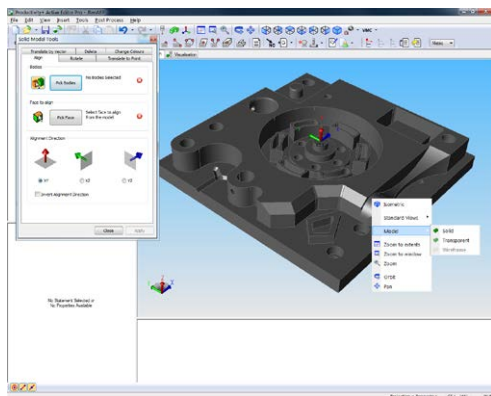 File Edit View Insert Tools Post Process Help
Solid Model Tools
Translate by Vector Delete Change Colours
Align Rotate Translate to Point
Bodies
Pick Bodies
No Bodies Selected
Face to align
Pick Face
Select face to align
from the model
Alignment Direction
Invert Alignment Direction
Close Apply
Visualisation
Isometric
Standard Views
Model
Zoom to extents
Zoom to window
Zoom
Orbit
Pan
Solid
Transparent
Wireframe
No Statement Selected or
No Properties Available